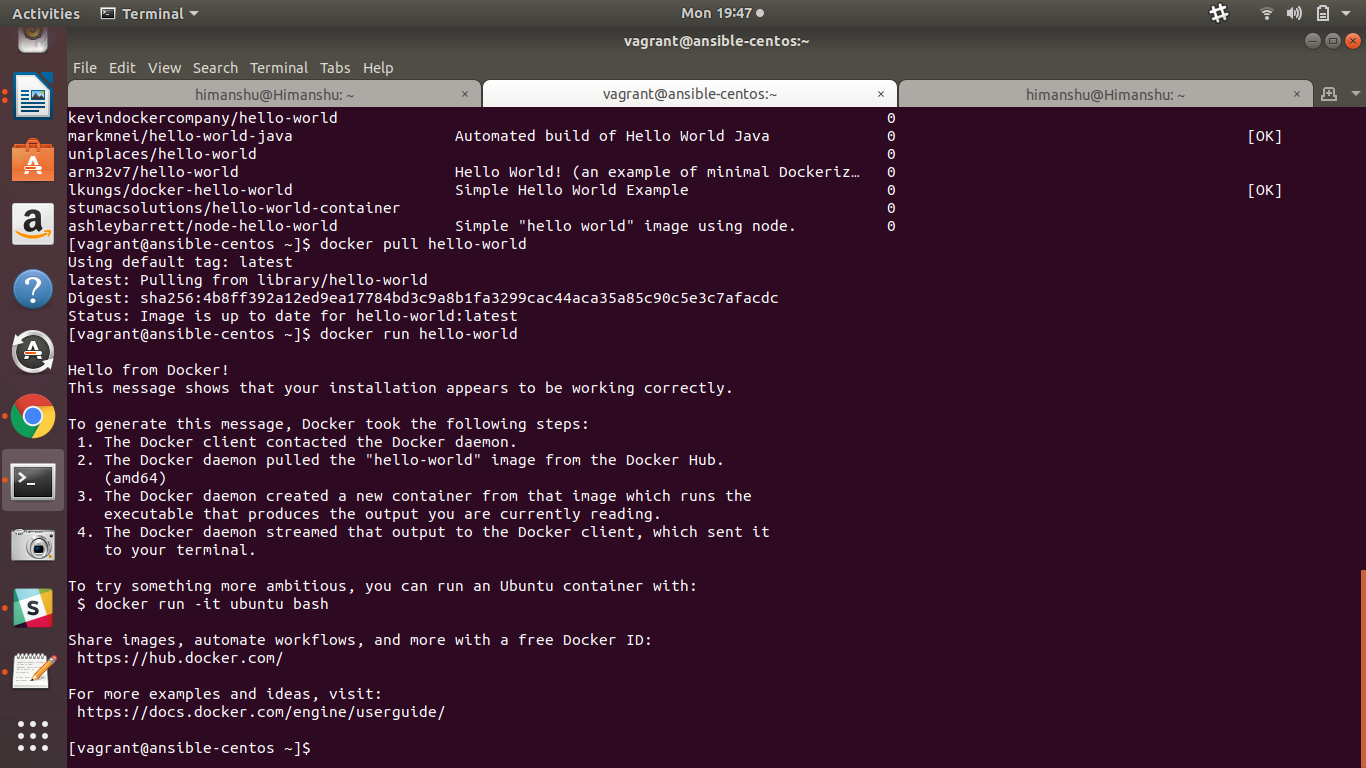 Activities Terminal Mon 19:47
vagrant@ansible-centos:~
File Edit View Search Terminal Tabs Help
himanshu@Himanshu: ~ × vagrant@ansible-centos:~ × himanshu@Himanshu: ~ ×
kevindockercompany/hello-world 0
markmnei/hello-world-java Automated build of Hello World Java 0 [OK]
uniplaces/hello-world 0
arm32v7/hello-world Hello World! (an example of minimal Dockeriz… 0
lkungs/docker-hello-world Simple Hello World Example 0 [OK]
stumacsolutions/hello-world-container 0
ashleybarrett/node-hello-world Simple "hello world" image using node. 0
[vagrant@ansible-centos ~]$ docker pull hello-world
Using default tag: latest
latest: Pulling from library/hello-world
Digest: sha256:4b8ff392a12ed9ea17784bd3c9a8b1fa3299cac44aca35a85c90c5e3c7afacdc
Status: Image is up to date for hello-world:latest
[vagrant@ansible-centos ~]$ docker run hello-world
Hello from Docker!
This message shows that your installation appears to be working correctly.
To generate this message, Docker took the following steps:
1. The Docker client contacted the Docker daemon.
2. The Docker daemon pulled the "hello-world" image from the Docker Hub.
(amd64)
3. The Docker daemon created a new container from that image which runs the
executable that produces the output you are currently reading.
4. The Docker daemon streamed that output to the Docker client, which sent it
to your terminal.
To try something more ambitious, you can run an Ubuntu container with:
$ docker run -it ubuntu bash
Share images, automate workflows, and more with a free Docker ID:
https://hub.docker.com/
For more examples and ideas, visit:
https://docs.docker.com/engine/userguide/
[vagrant@ansible-centos ~]$